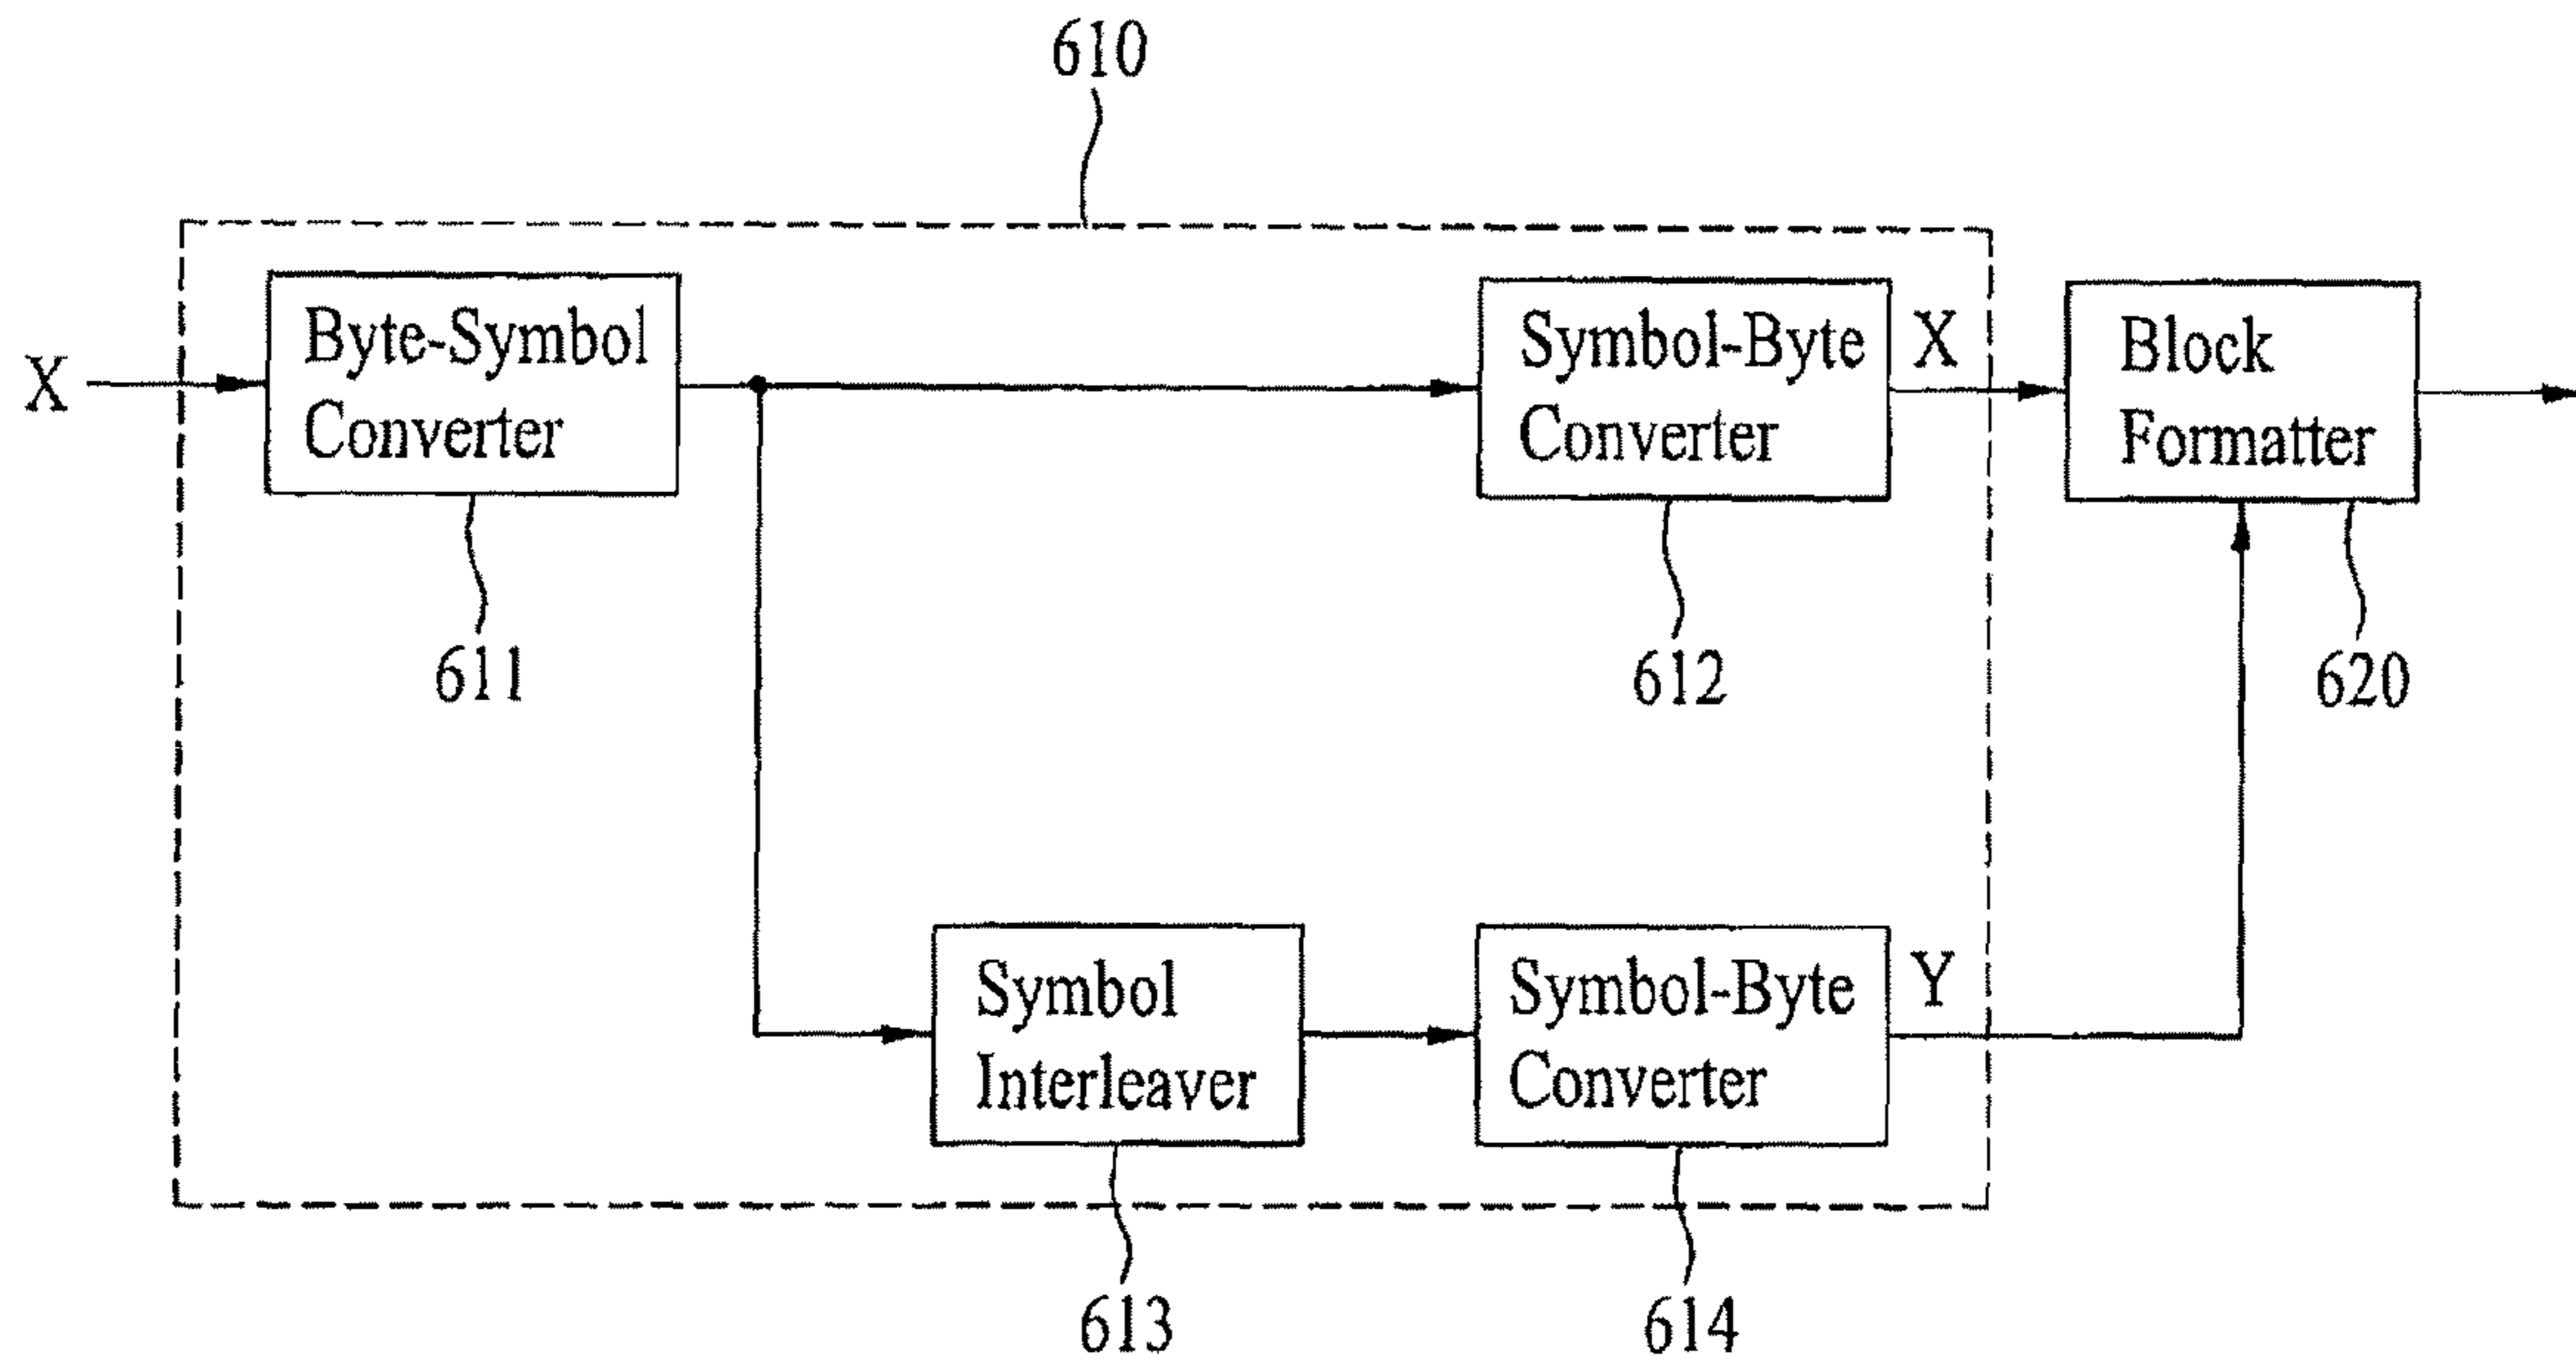 610
Byte-Symbol
Converter
Symbol-Byte
Converter
X
Block
Formatter
X
611
612
620
Symbol
Interleaver
Symbol-Byte
Converter
Y
613
614